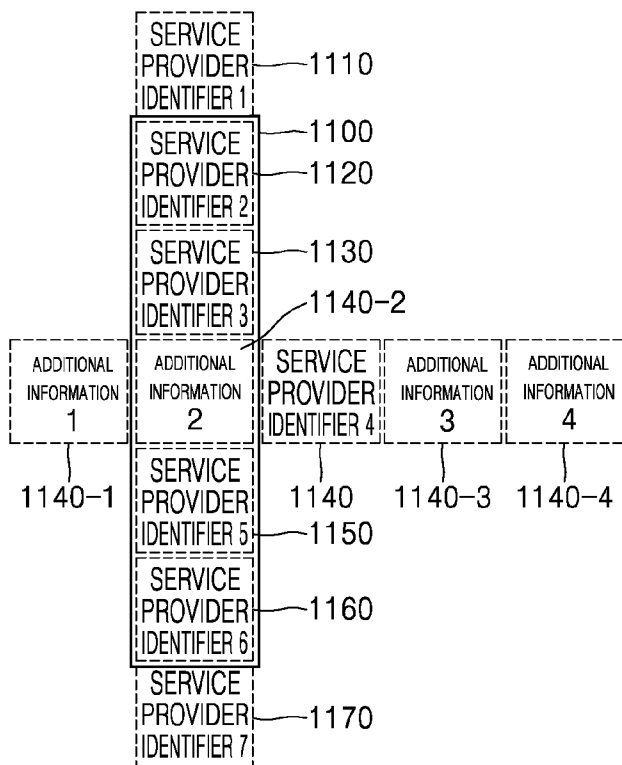 SERVICE
PROVIDER
IDENTIFIER 1
1110
1100
SERVICE
PROVIDER
IDENTIFIER 2
1120
SERVICE
PROVIDER
IDENTIFIER 3
1130
1140-2
ADDITIONAL
INFORMATION
1
ADDITIONAL
INFORMATION
2
SERVICE
PROVIDER
IDENTIFIER 4
ADDITIONAL
INFORMATION
3
ADDITIONAL
INFORMATION
4
1140-1
1140
1140-3
1140-4
SERVICE
PROVIDER
IDENTIFIER 5
1150
SERVICE
PROVIDER
IDENTIFIER 6
1160
SERVICE
PROVIDER
IDENTIFIER 7
1170